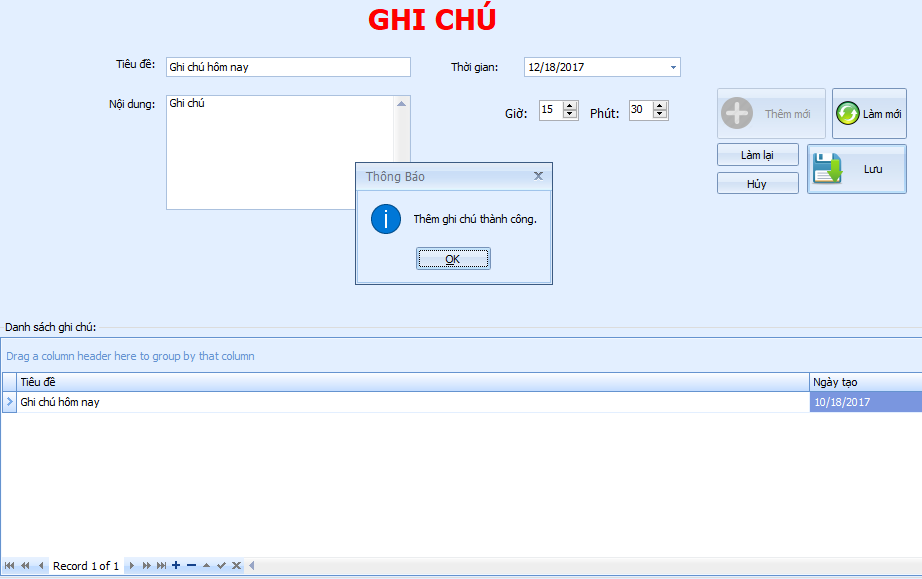 GHI CHÚ
Tiêu đề: Ghi chú hôm nay Thời gian: 12/18/2017
Nội dung: Ghi chú
Giờ: 15 Phút: 30
Thêm mới Làm mới
Làm lại
Hủy
Lưu
Thông Báo
Thêm ghi chú thành công.
OK
Danh sách ghi chú:
Drag a column header here to group by that column
Tiêu đề Ngày tạo
Ghi chú hôm nay 10/18/2017
Record 1 of 1